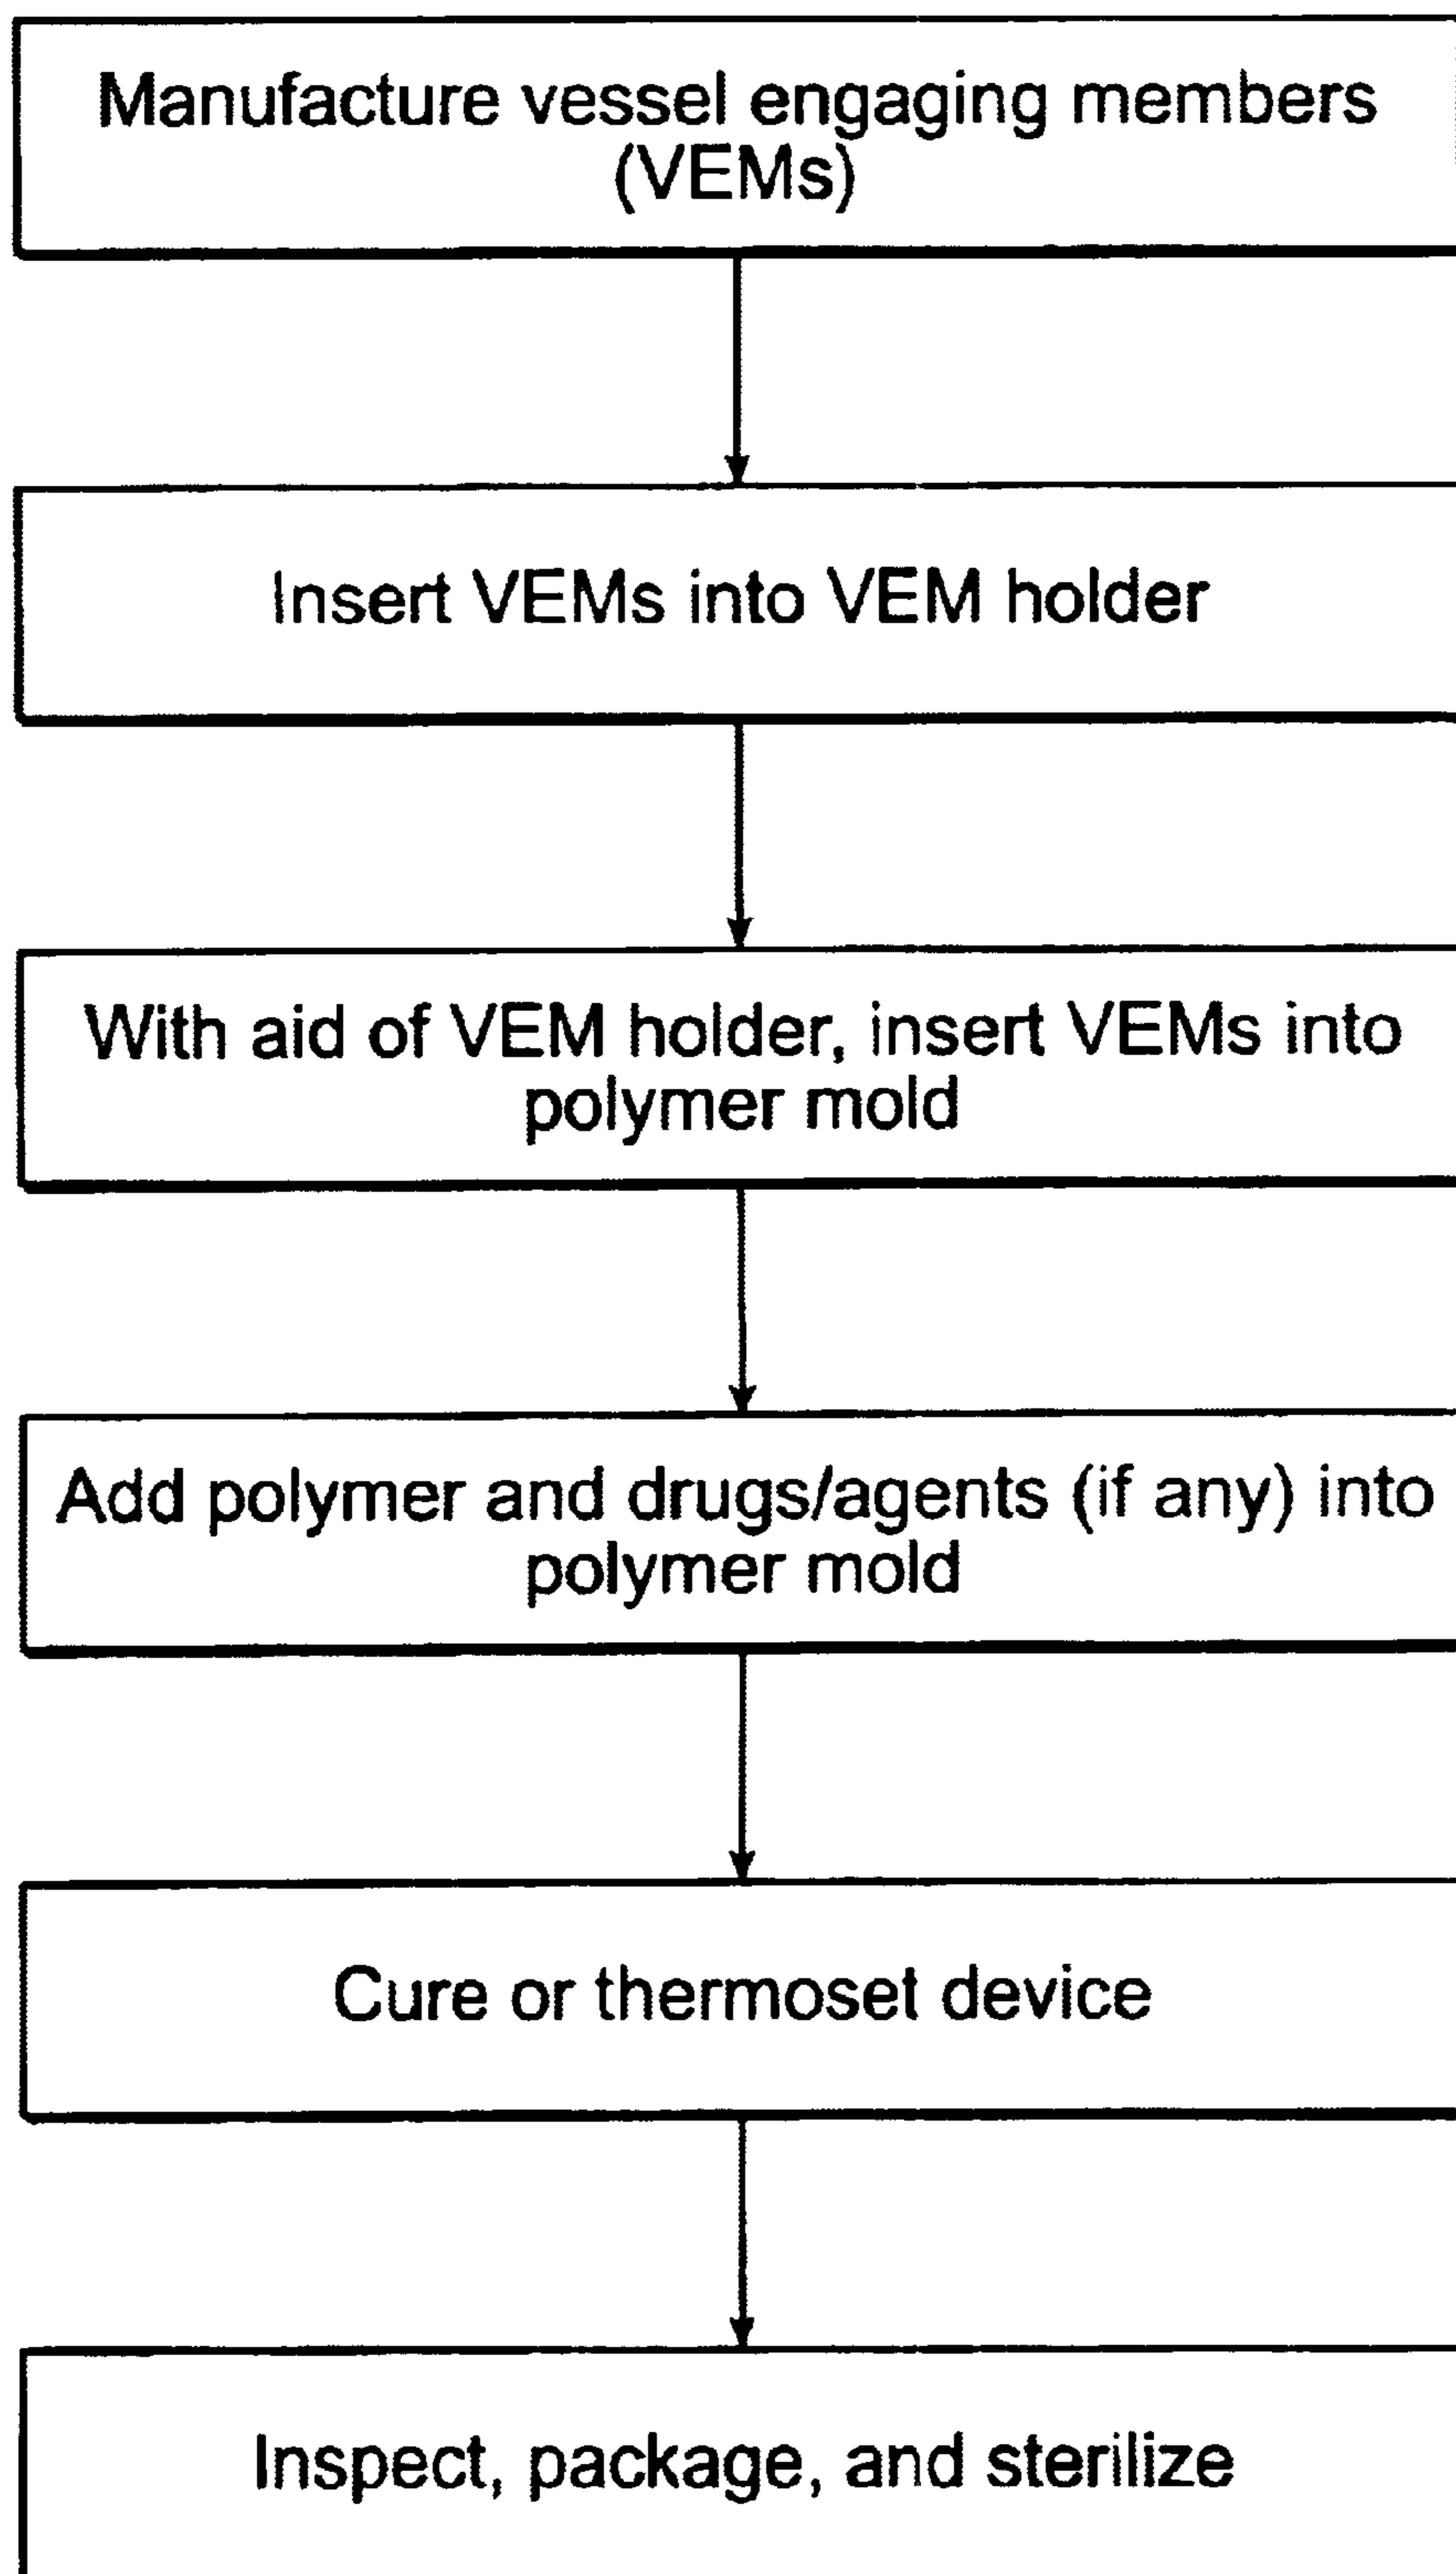 Manufacture vessel engaging members
(VEMs)
Insert VEMs into VEM holder
With aid of VEM holder, insert VEMs into
polymer mold
Add polymer and drugs/agents (if any) into
polymer mold
Cure or thermoset device
Inspect, package, and sterilize